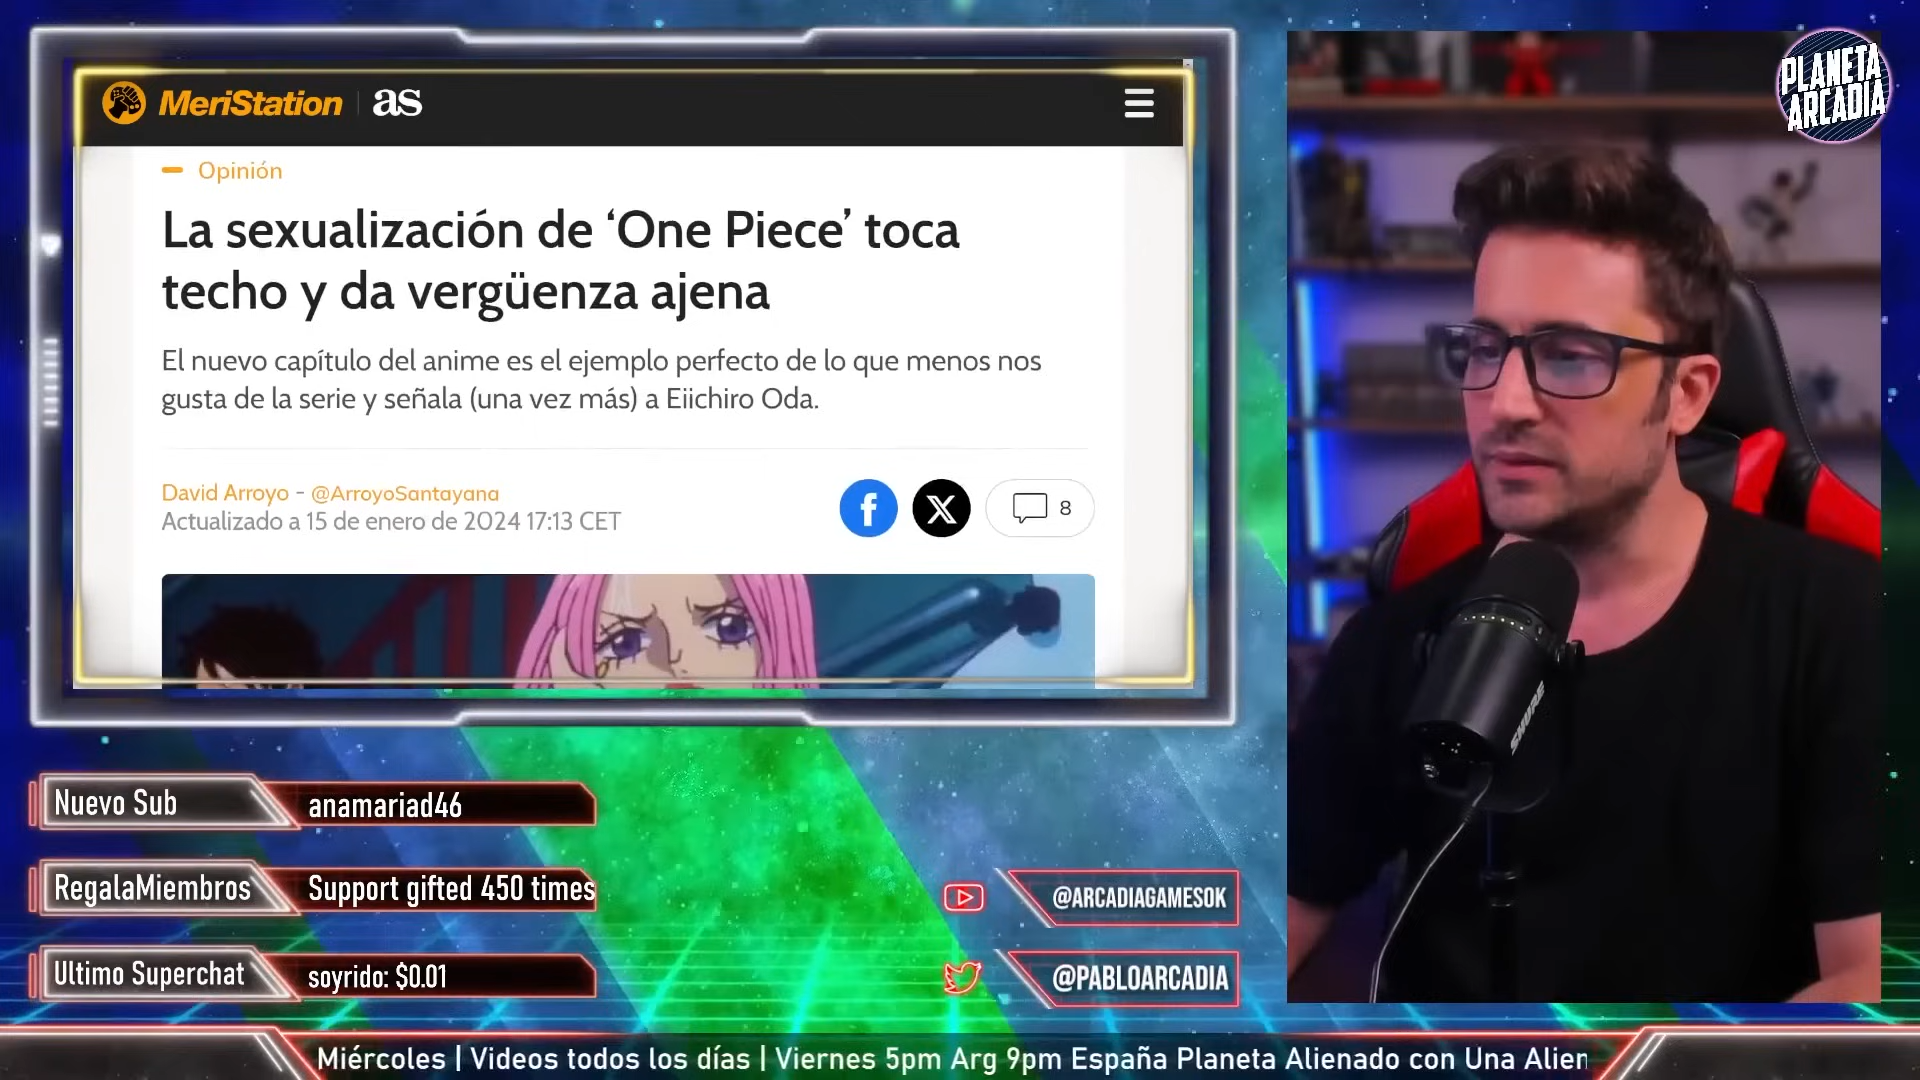 MeriStation as
Opinión
La sexualización de ‘One Piece’ toca
techo y da vergüenza ajena
El nuevo capítulo del anime es el ejemplo perfecto de lo que menos nos
gusta de la serie y señala (una vez más) a Eiichiro Oda.
David Arroyo - @ArroyoSantayana
Actualizado a 15 de enero de 2024 17:13 CET
8
PLANETA
ARCADIA
SHURE
Nuevo Sub anamariad46
RegalaMiembros Support gifted 450 times
Ultimo Superchat soyrido: $0.01
@ARCADIAGAMESOK
@PABLOARCADIA
Miércoles | Videos todos los días | Viernes 5pm Arg 9pm España Planeta Alienado con Una Alien